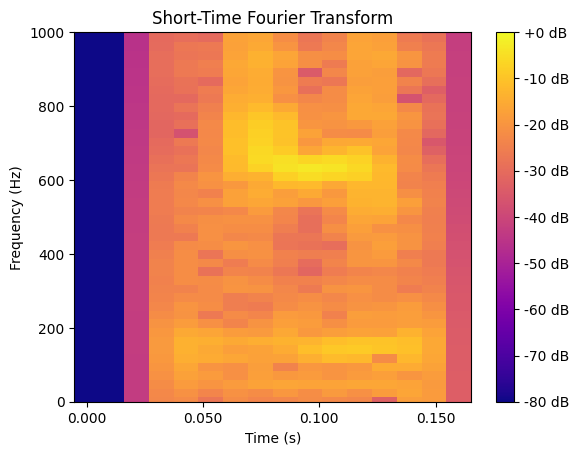 Short-Time Fourier Transform
1000
800
600
400
200
0
Frequency (Hz)
0.000
0.050
0.100
0.150
Time (s)
+0 dB
-10 dB
-20 dB
-30 dB
-40 dB
-50 dB
-60 dB
-70 dB
-80 dB